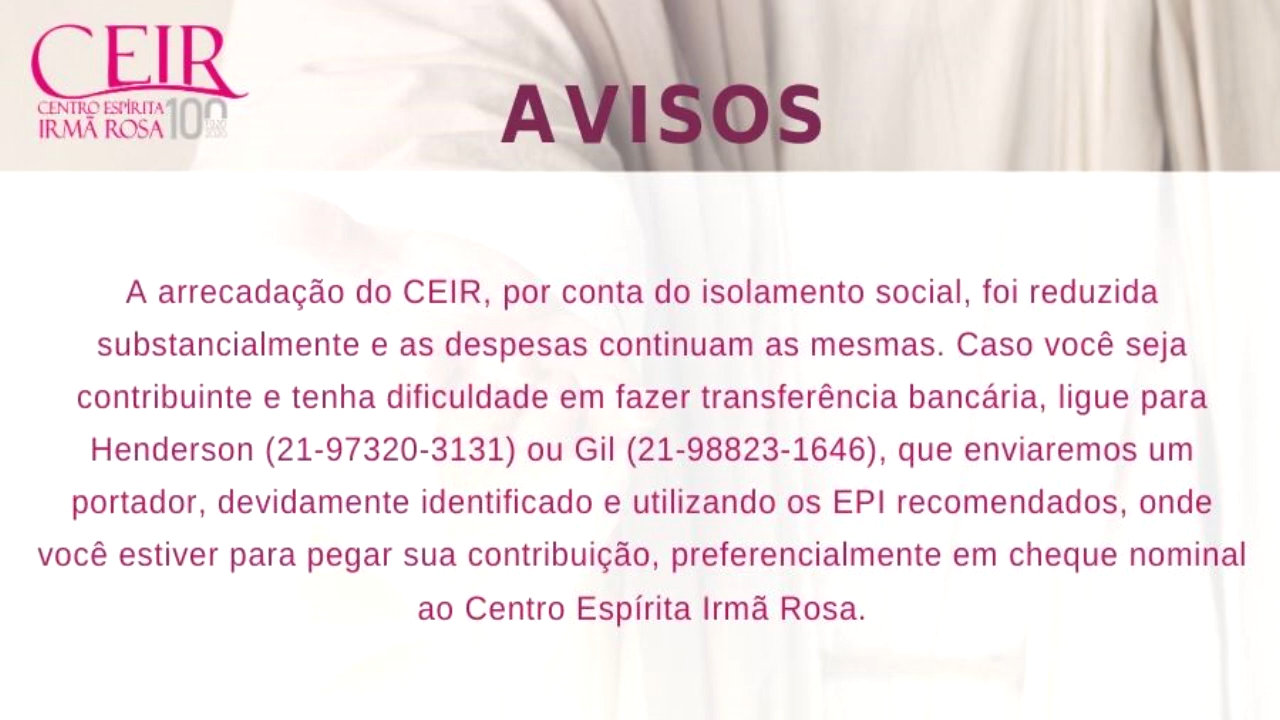 CEIR
CENTRO ESPÍRITA
IRMÃ ROSA 100
AVISOS
A arrecadação do CEIR, por conta do isolamento social, foi reduzida
substancialmente e as despesas continuam as mesmas. Caso você seja
contribuinte e tenha dificuldade em fazer transferência bancária, ligue para
Henderson (21-97320-3131) ou Gil (21-98823-1646), que enviaremos um
portador, devidamente identificado e utilizando os EPI recomendados, onde
você estiver para pegar sua contribuição, preferencialmente em cheque nominal
ao Centro Espírita Irmã Rosa.